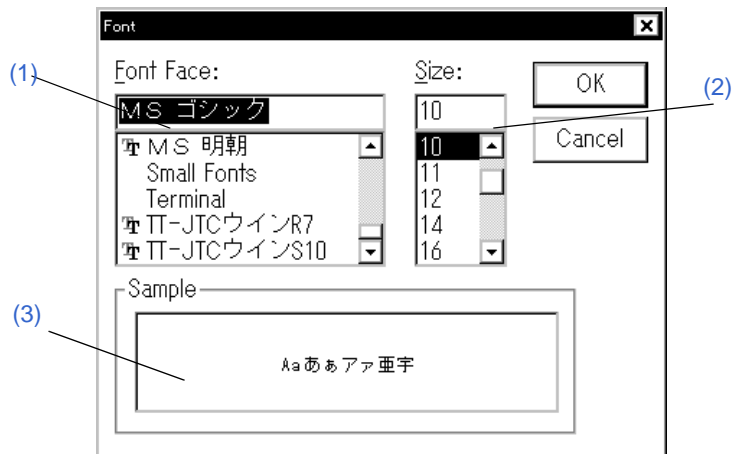 Font
(1)
Font Face:
Size:
OK
(2)
ＭＳ ゴシック
10
Cancel
ＭＳ 明朝
Small Fonts
Terminal
TT-JTCウインR7
TT-JTCウインS10
10
11
12
14
16
Sample
(3)
Aaあぁアァ亜宇